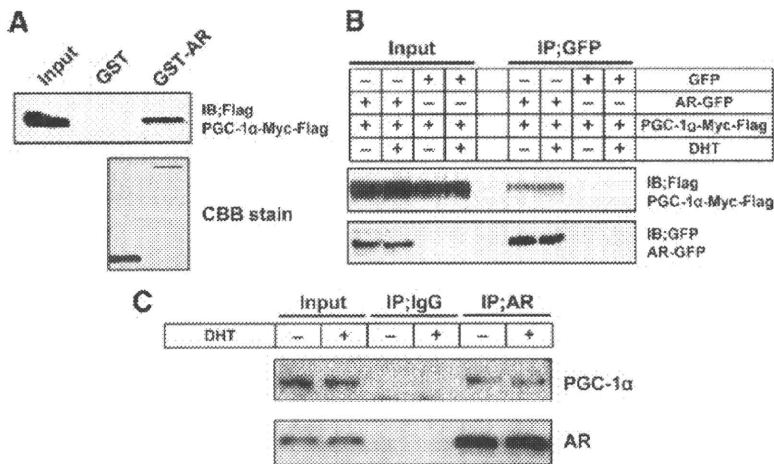 A
Input
GST
GST-AR
IB;Flag
PGC-1α-Myc-Flag
CBB stain
B
Input IP;GFP
– – + + – – + + GFP
+ + – – + + – – AR-GFP
+ + + + + + + + PGC-1α-Myc-Flag
– + – + – + – + DHT
IB;Flag
PGC-1α-Myc-Flag
IB;GFP
AR-GFP
C
Input IP;IgG IP;AR
DHT – + – + – +
PGC-1α
AR